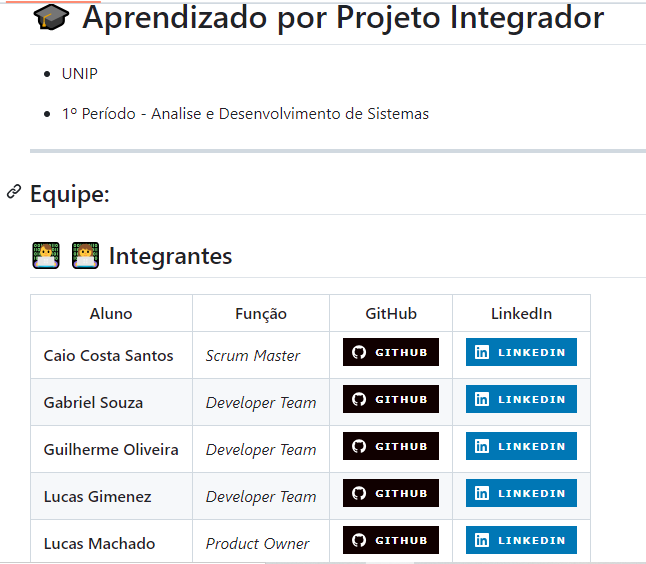 Aprendizado por Projeto Integrador
UNIP
1º Período - Analise e Desenvolvimento de Sistemas
Equipe:
Integrantes
Aluno Função GitHub LinkedIn
Caio Costa Santos Scrum Master GITHUB LINKEDIN
Gabriel Souza Developer Team GITHUB LINKEDIN
Guilherme Oliveira Developer Team GITHUB LINKEDIN
Lucas Gimenez Developer Team GITHUB LINKEDIN
Lucas Machado Product Owner GITHUB LINKEDIN